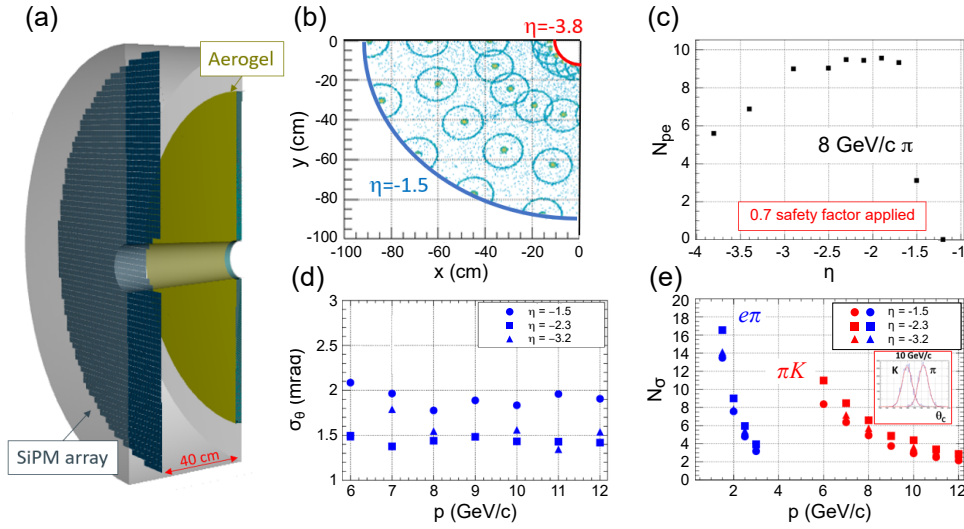 (a)
Aerogel
SiPM array
40 cm
(b)
η=-3.8
0
-20
-40
-60
-80
-100
y (cm)
η=-1.5
-100
-80
-60
-40
-20
0
x (cm)
(c)
10
8
6
4
2
0
N_pe
8 GeV/c π
0.7 safety factor applied
-4
-3.5
-3
-2.5
-2
-1.5
-1
η
(d)
3
2.5
2
1.5
1
σ_θ (mrad)
η = −1.5
η = −2.3
η = −3.2
6
7
8
9
10
11
12
p (GeV/c)
(e)
20
18
16
14
12
10
8
6
4
2
0
N_σ
eπ
πK
η = -1.5
η = -2.3
η = -3.2
10 GeV/c
K
π
θ_c
2
4
6
8
10
12
p (GeV/c)